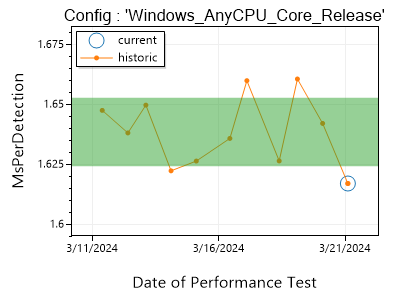 Config : 'Windows_AnyCPU_Core_Release'
current
historic
1.675
1.65
1.625
1.6
MsPerDetection
3/11/2024
3/16/2024
3/21/2024
Date of Performance Test